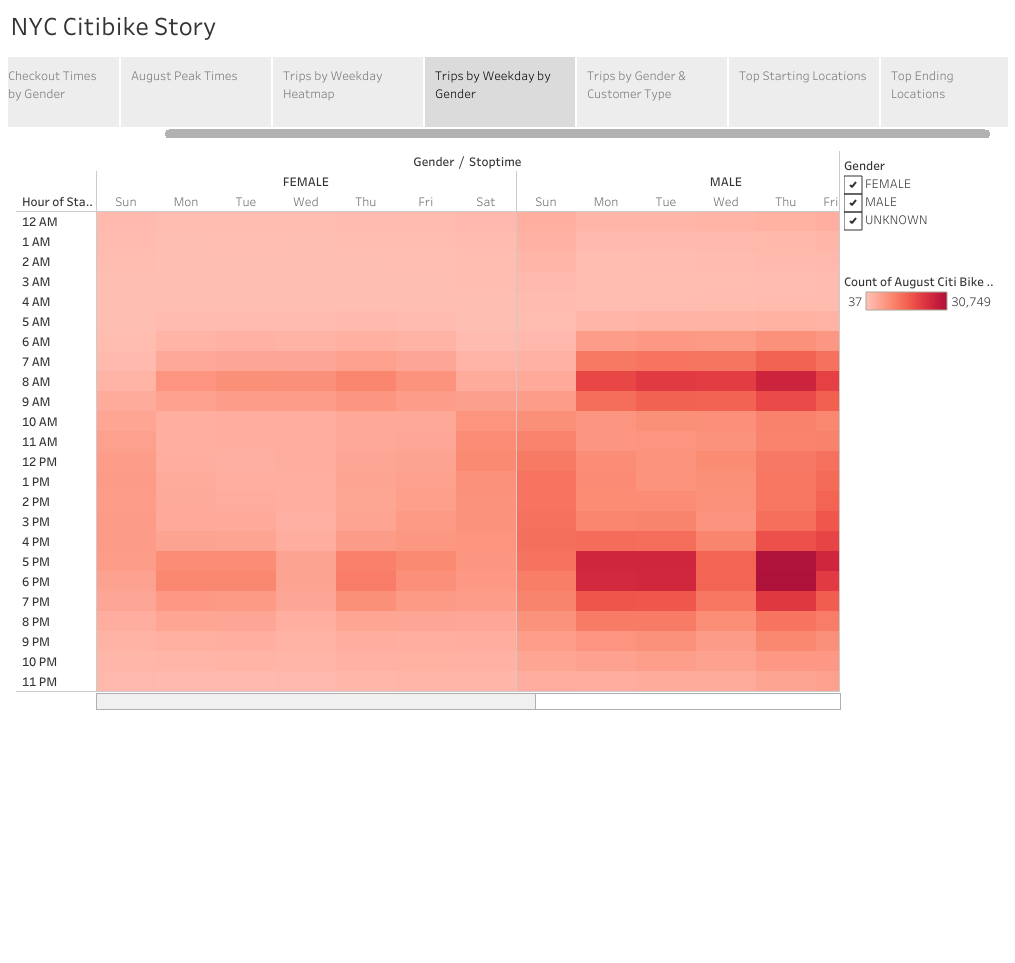 NYC Citibike Story
Checkout Times
by Gender
August Peak Times
Trips by Weekday
Heatmap
Trips by Weekday by
Gender
Trips by Gender &
Customer Type
Top Starting Locations
Top Ending
Locations
Gender / Stoptime
FEMALE MALE
Hour of Sta.. Sun Mon Tue Wed Thu Fri Sat Sun Mon Tue Wed Thu Fri
12 AM
1 AM
2 AM
3 AM
4 AM
5 AM
6 AM
7 AM
8 AM
9 AM
10 AM
11 AM
12 PM
1 PM
2 PM
3 PM
4 PM
5 PM
6 PM
7 PM
8 PM
9 PM
10 PM
11 PM
Gender
FEMALE
MALE
UNKNOWN
Count of August Citi Bike ..
37 30,749